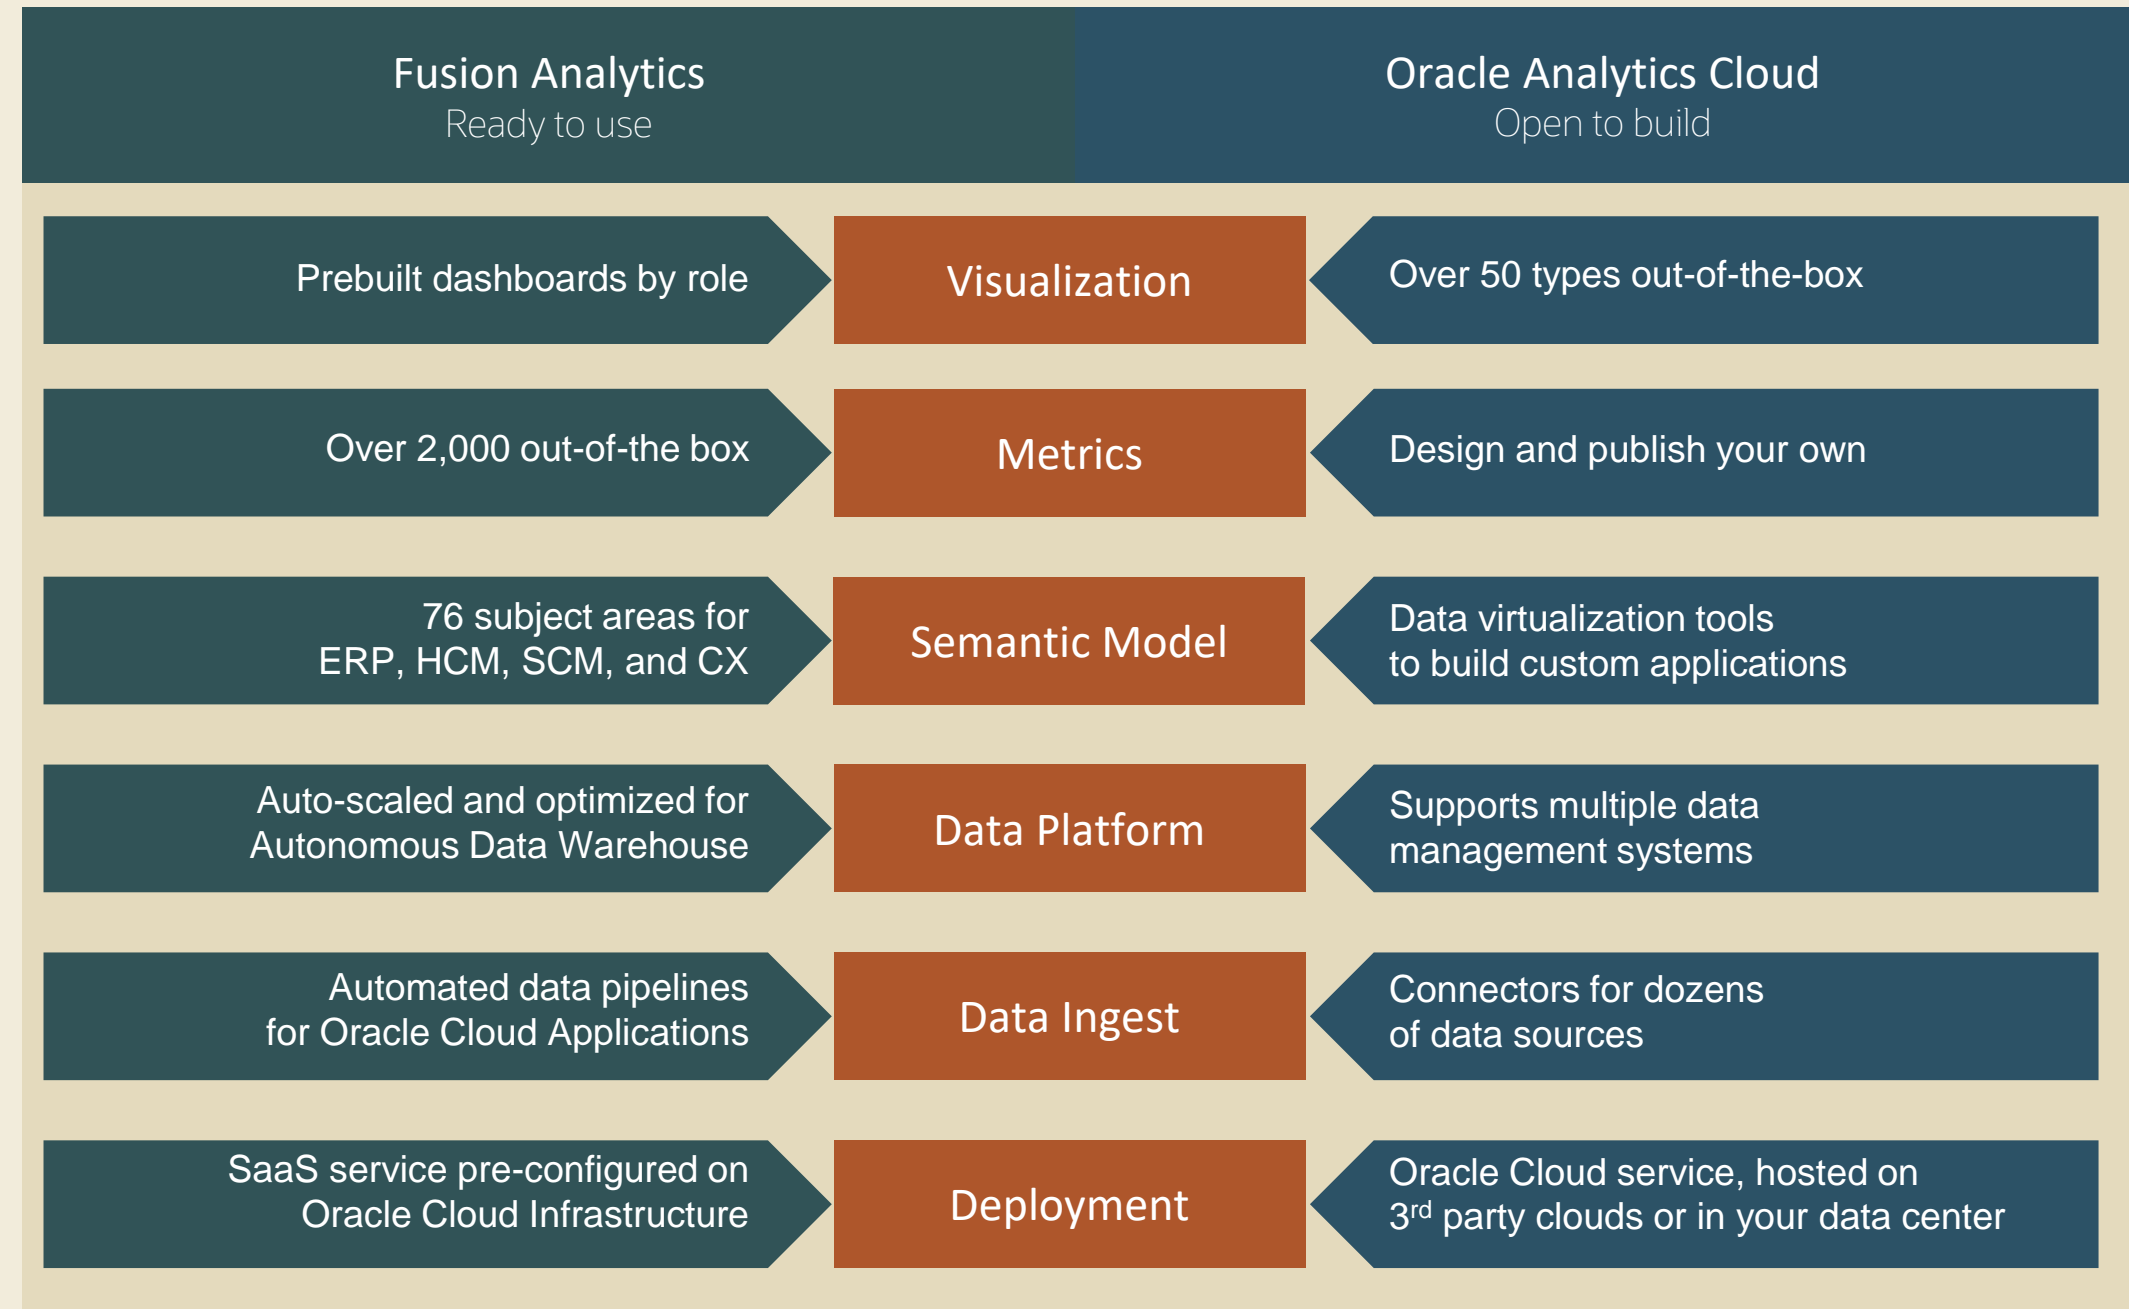 Fusion Analytics
Ready to use
Oracle Analytics Cloud
Open to build
Prebuilt dashboards by role
Visualization
Over 50 types out-of-the-box
Over 2,000 out-of-the box
Metrics
Design and publish your own
76 subject areas for
ERP, HCM, SCM, and CX
Semantic Model
Data virtualization tools
to build custom applications
Auto-scaled and optimized for
Autonomous Data Warehouse
Data Platform
Supports multiple data
management systems
Automated data pipelines
for Oracle Cloud Applications
Data Ingest
Connectors for dozens
of data sources
SaaS service pre-configured on
Oracle Cloud Infrastructure
Deployment
Oracle Cloud service, hosted on
3rd party clouds or in your data center